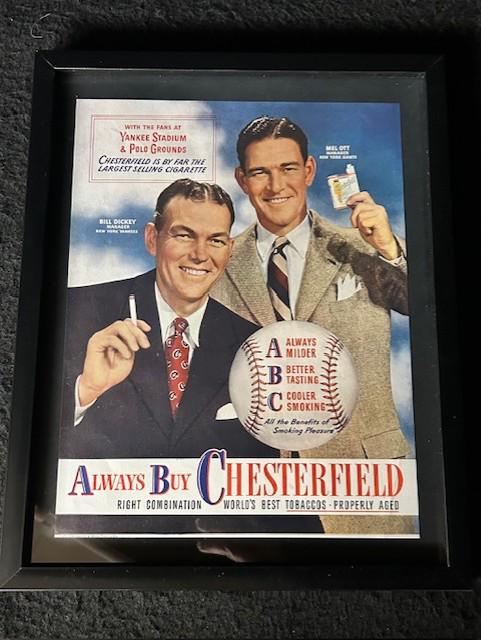 WITH THE FANS AT
YANKEE STADIUM
& POLO GROUNDS
CHESTERFIELD IS BY FAR THE
LARGEST SELLING CIGARETTE
MEL OTT
MANAGER
NEW YORK GIANTS
BILL DICKEY
MANAGER
NEW YORK YANKEES
A ALWAYS
MILDER
B BETTER
TASTING
C COOLER
SMOKING
All the Benefits of
Smoking Pleasure
ALWAYS BUY CHESTERFIELD
RIGHT COMBINATION WORLD'S BEST TOBACCOS - PROPERLY AGED